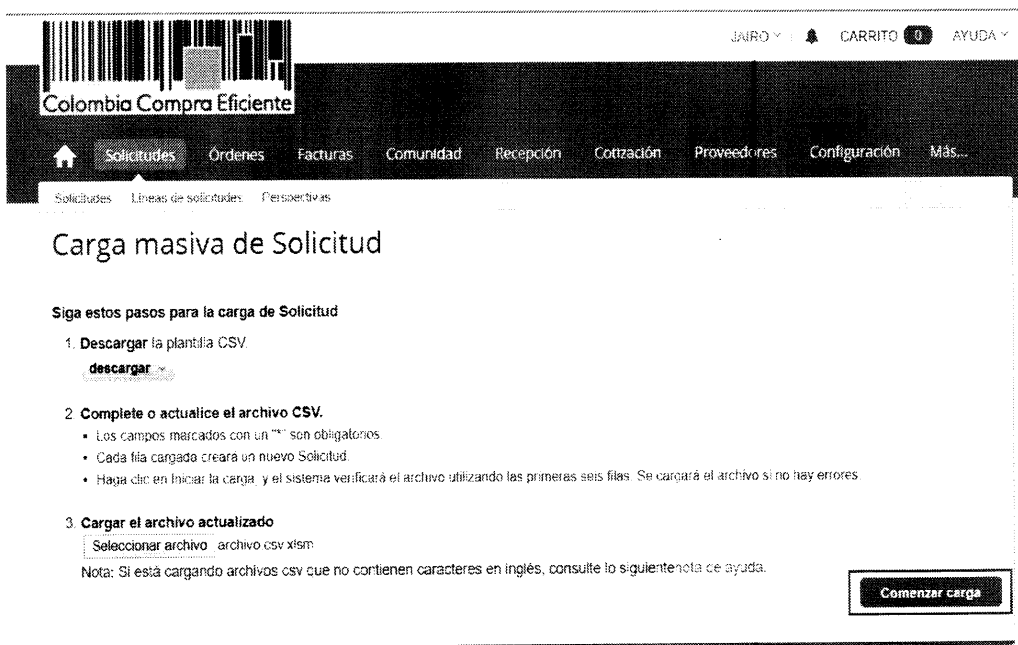 JAIRO CARRITO 0 AYUDA
Colombia Compra Eficiente
Solicitudes Órdenes Facturas Comunidad Recepción Cotización Proveedores Configuración Más...
Solicitudes Líneas de solicitudes Perspectivas
Carga masiva de Solicitud
Siga estos pasos para la carga de Solicitud
1. Descargar la plantilla CSV.
descargar
2. Complete o actualice el archivo CSV.
▪ Los campos marcados con un "*" son obligatorios.
▪ Cada fila cargada creará un nuevo Solicitud.
▪ Haga clic en Iniciar la carga, y el sistema verificará el archivo utilizando las primeras seis filas. Se cargará el archivo si no hay errores
3. Cargar el archivo actualizado
Seleccionar archivo archivo csv.xlsm
Nota: Si está cargando archivos csv que no contienen caracteres en inglés, consulte lo siguientenota de ayuda.
Comenzar carga